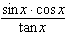 sin x · cos x
tan x